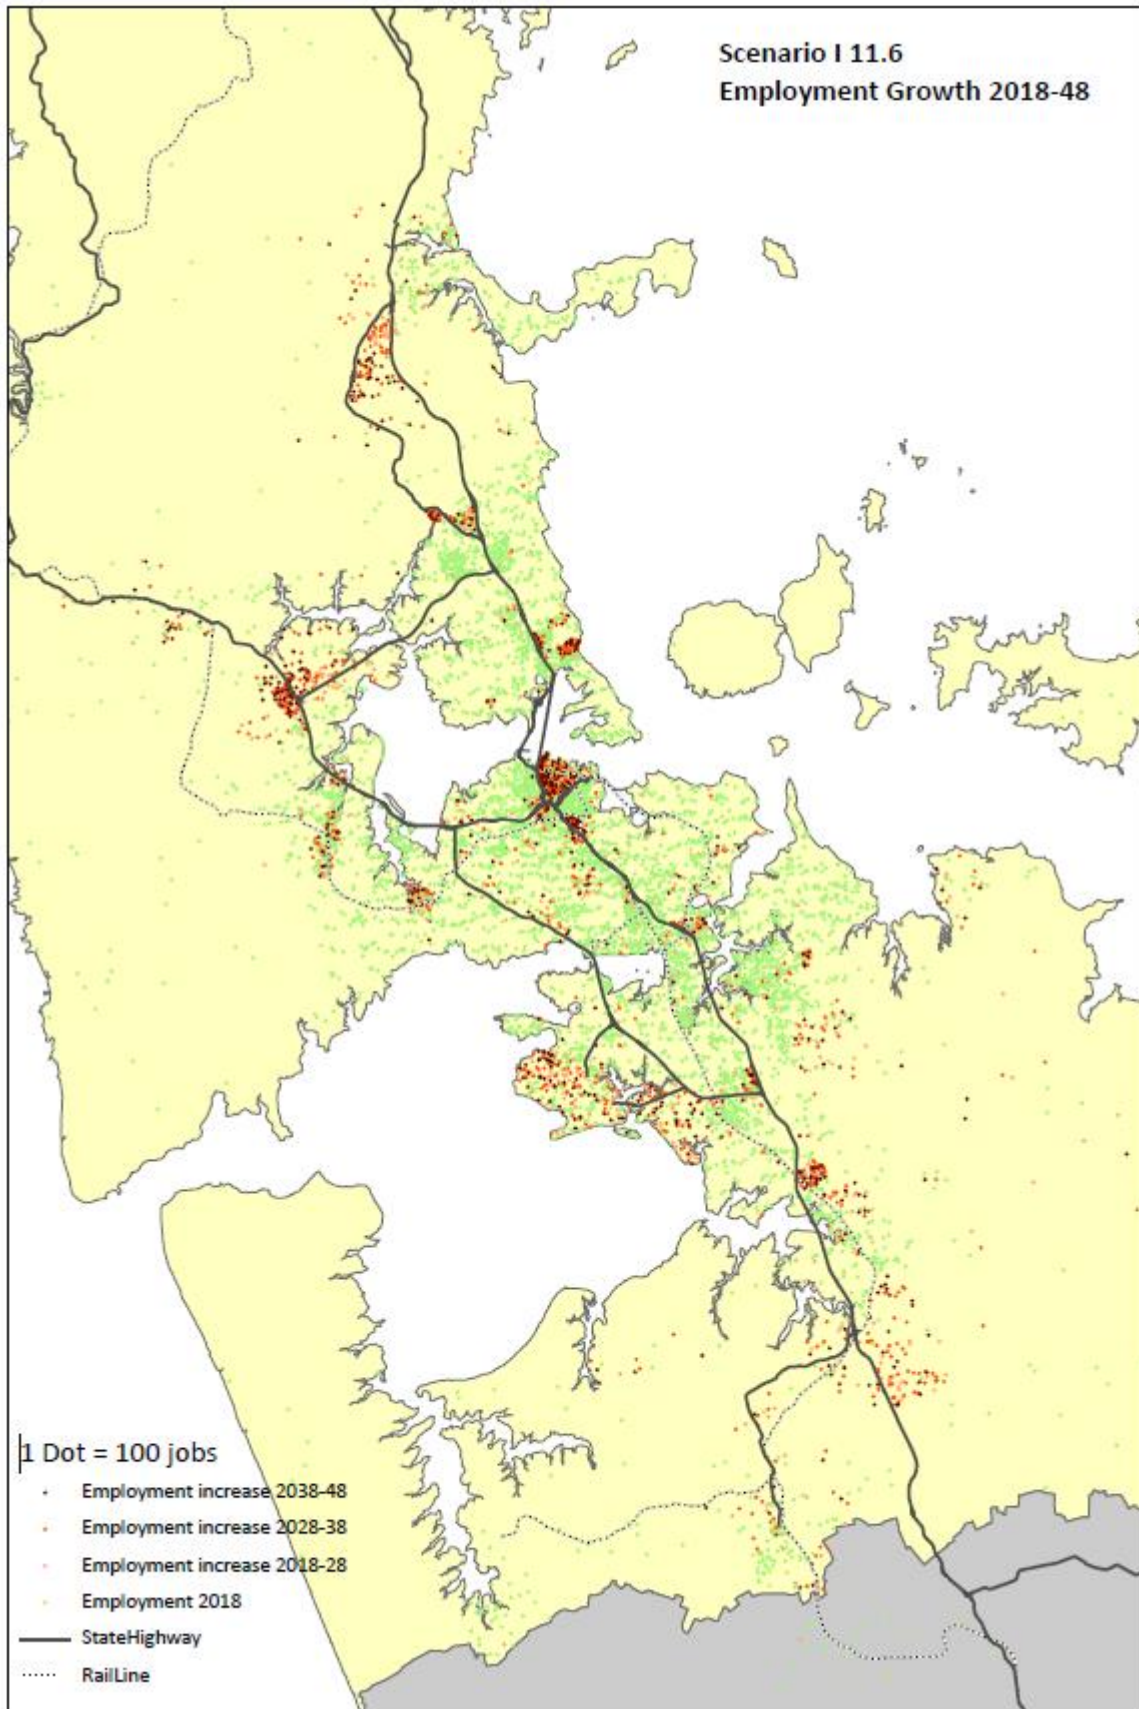 Scenario I 11.6
Employment Growth 2018-48
1 Dot = 100 jobs
Employment increase 2038-48
Employment increase 2028-38
Employment increase 2018-28
Employment 2018
StateHighway
RailLine